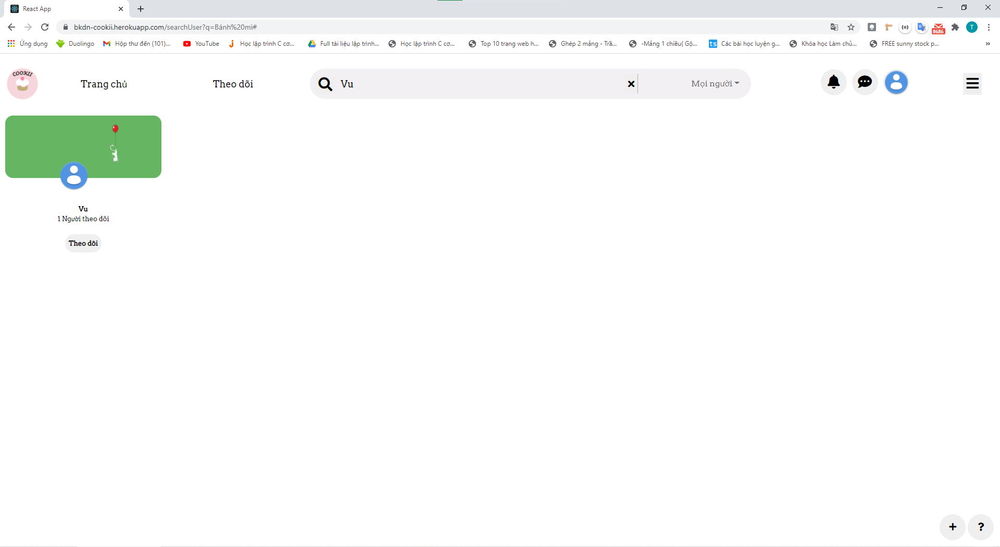 React App
bkdn-cookii.herokuapp.com/searchUser?q=Bánh%20mì#
T
8686
Ứng dụng
Duolingo
Hộp thư đến (101)...
YouTube
Học lập trình C cơ...
Full tài liệu lập trình...
Học lập trình C cơ...
Top 10 trang web h...
Ghép 2 mảng - Trầ...
-Mảng 1 chiều( Gộ...
ts
Các bài học luyện g...
Khóa học Làm chủ...
FREE sunny stock p...
»
COOKII
Trang chủ
Theo dõi
Vu
Mọi người
Vu
1 Người theo dõi
Theo dõi
+
?